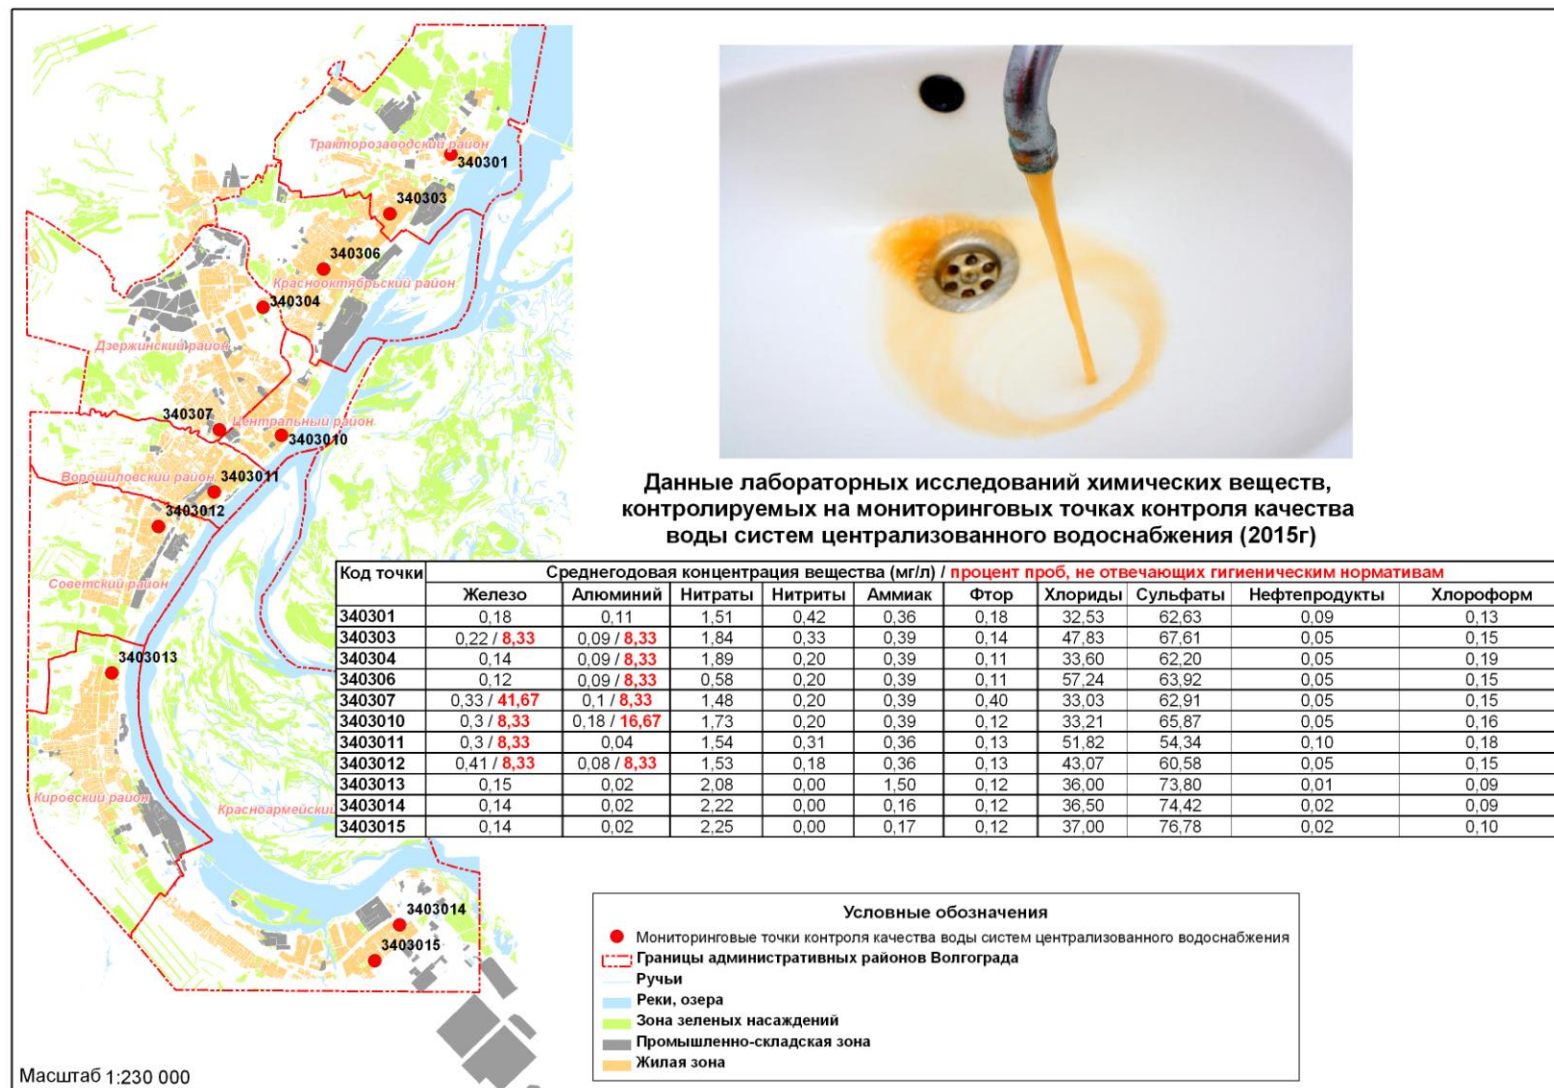 Тракторозаводский район
340301
340303
340306
Краснооктябрьский район
340304
Дзержинский район
340307
Центральный район
3403010
Ворошиловский район
3403011
3403012
Советский район
3403013
Кировский район
Красноармейский
3403014
3403015
Масштаб 1:230 000
Данные лабораторных исследований химических веществ,
контролируемых на мониторинговых точках контроля качества
воды систем централизованного водоснабжения (2015г)
Код точки Среднегодовая концентрация вещества (мг/л) / процент проб, не отвечающих гигиеническим нормативам
Железо Алюминий Нитраты Нитриты Аммиак Фтор Хлориды Сульфаты Нефтепродукты Хлороформ
340301 0,18 0,11 1,51 0,42 0,36 0,18 32,53 62,63 0,09 0,13
340303 0,22 / 8,33 0,09 / 8,33 1,84 0,33 0,39 0,14 47,83 67,61 0,05 0,15
340304 0,14 0,09 / 8,33 1,89 0,20 0,39 0,11 33,60 62,20 0,05 0,19
340306 0,12 0,09 / 8,33 0,58 0,20 0,39 0,11 57,24 63,92 0,05 0,15
340307 0,33 / 41,67 0,1 / 8,33 1,48 0,20 0,39 0,40 33,03 62,91 0,05 0,15
3403010 0,3 / 8,33 0,18 / 16,67 1,73 0,20 0,39 0,12 33,21 65,87 0,05 0,16
3403011 0,3 / 8,33 0,04 1,54 0,31 0,36 0,13 51,82 54,34 0,10 0,18
3403012 0,41 / 8,33 0,08 / 8,33 1,53 0,18 0,36 0,13 43,07 60,58 0,05 0,15
3403013 0,15 0,02 2,08 0,00 1,50 0,12 36,00 73,80 0,01 0,09
3403014 0,14 0,02 2,22 0,00 0,16 0,12 36,50 74,42 0,02 0,09
3403015 0,14 0,02 2,25 0,00 0,17 0,12 37,00 76,78 0,02 0,10
Условные обозначения
Мониторинговые точки контроля качества воды систем централизованного водоснабжения
Границы административных районов Волгограда
Ручьи
Реки, озера
Зона зеленых насаждений
Промышленно-складская зона
Жилая зона